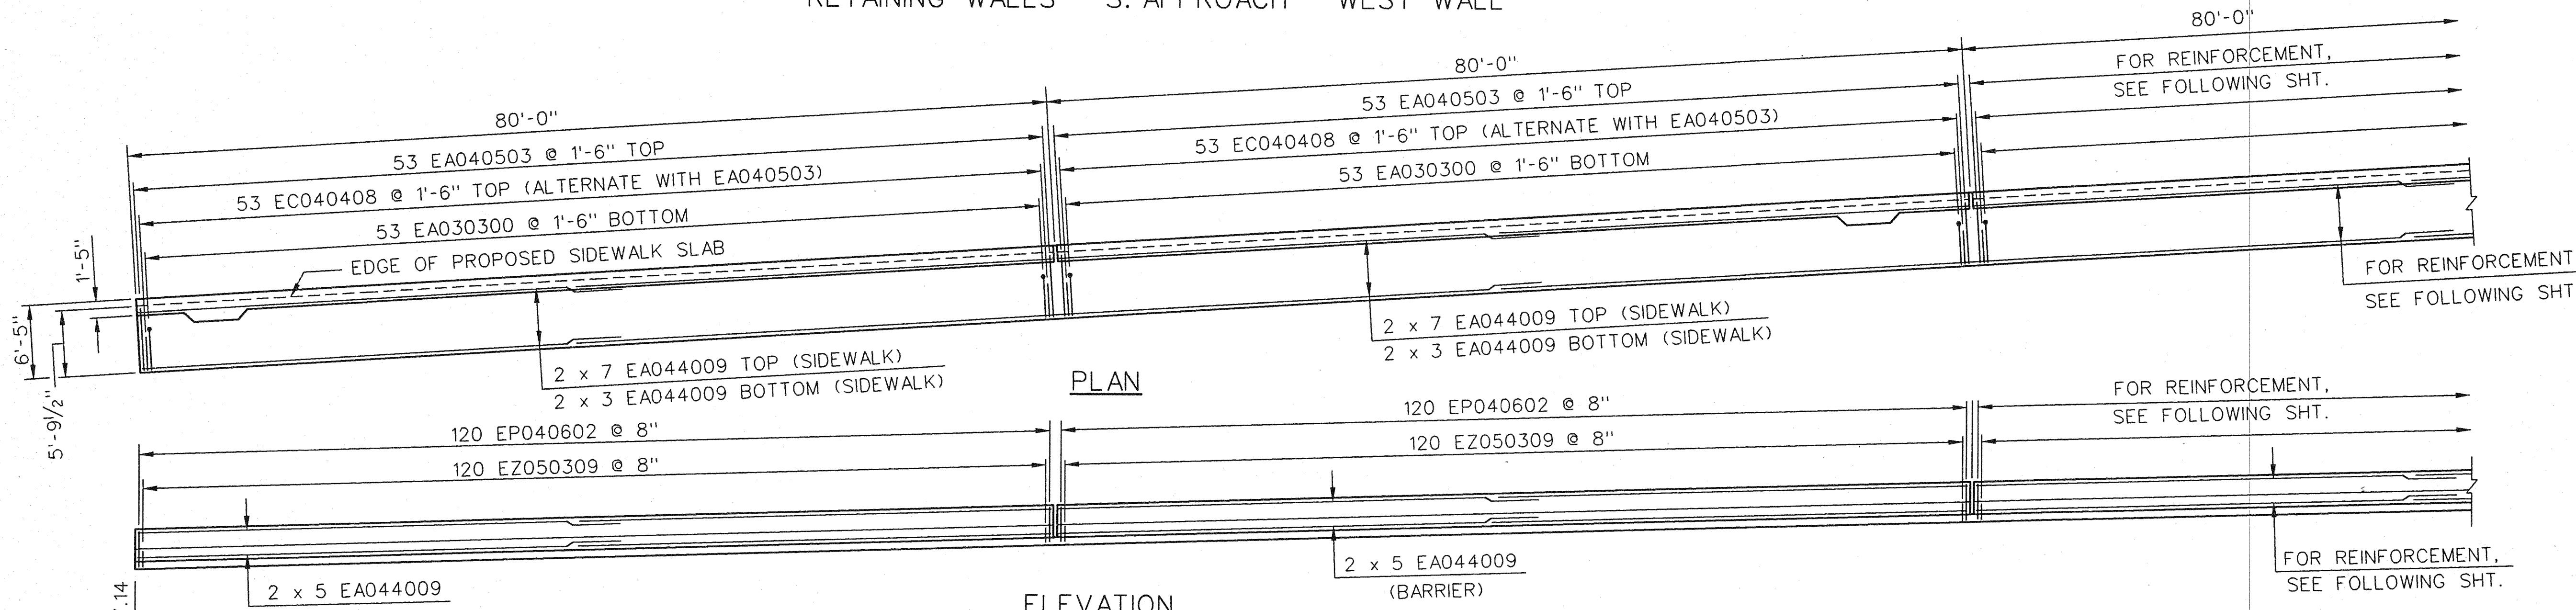 RETAINING WALLS S. APPROACH WEST WALL
80'-0"
80'-0"
80'-0"
FOR REINFORCEMENT,
SEE FOLLOWING SHT.
53 EA040503 @ 1'-6" TOP
53 EC040408 @ 1'-6" TOP (ALTERNATE WITH EA040503)
53 EA030300 @ 1'-6" BOTTOM
53 EA040503 @ 1'-6" TOP
53 EC040408 @ 1'-6" TOP (ALTERNATE WITH EA040503)
53 EA030300 @ 1'-6" BOTTOM
EDGE OF PROPOSED SIDEWALK SLAB
1'-5"
6'-5"
5'-9½"
2 x 7 EA044009 TOP (SIDEWALK)
2 x 3 EA044009 BOTTOM (SIDEWALK)
2 x 7 EA044009 TOP (SIDEWALK)
2 x 3 EA044009 BOTTOM (SIDEWALK)
FOR REINFORCEMENT
SEE FOLLOWING SHT
PLAN
120 EP040602 @ 8"
120 EZ050309 @ 8"
120 EP040602 @ 8"
120 EZ050309 @ 8"
FOR REINFORCEMENT,
SEE FOLLOWING SHT.
2 x 5 EA044009
2 x 5 EA044009
(BARRIER)
FOR REINFORCEMENT,
SEE FOLLOWING SHT.
.14
ELEVATION